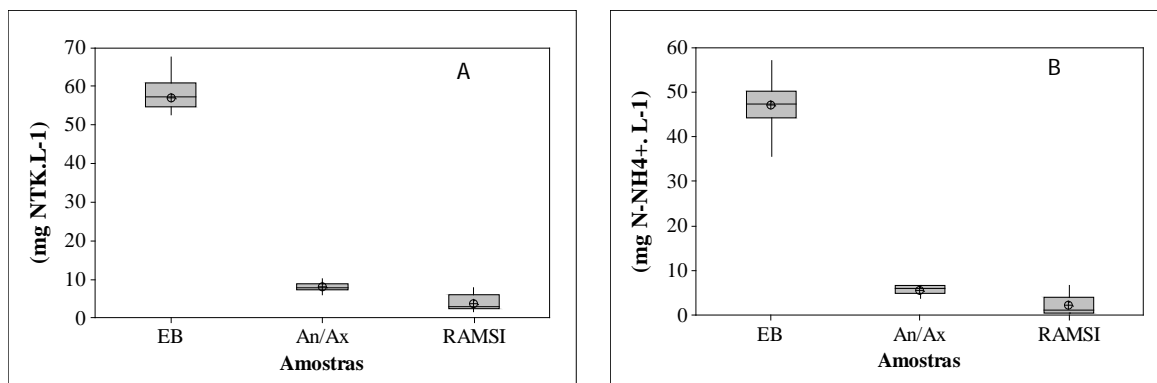 A
(mg NTK.L-1)
70
60
50
40
30
20
10
0
EB An/Ax RAMSI
Amostras
B
(mg N-NH4+. L-1)
60
50
40
30
20
10
0
EB An/Ax RAMSI
Amostras